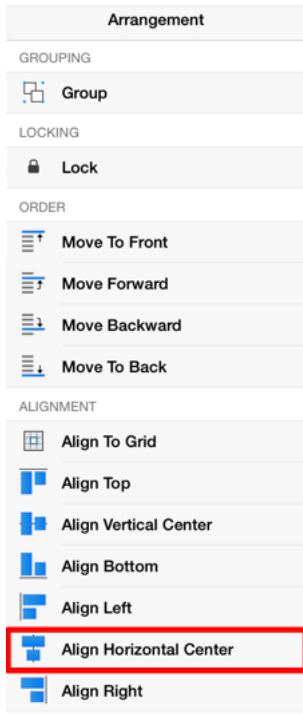 Arrangement
GROUPING
Group
LOCKING
Lock
ORDER
Move To Front
Move Forward
Move Backward
Move To Back
ALIGNMENT
Align To Grid
Align Top
Align Vertical Center
Align Bottom
Align Left
Align Horizontal Center
Align Right